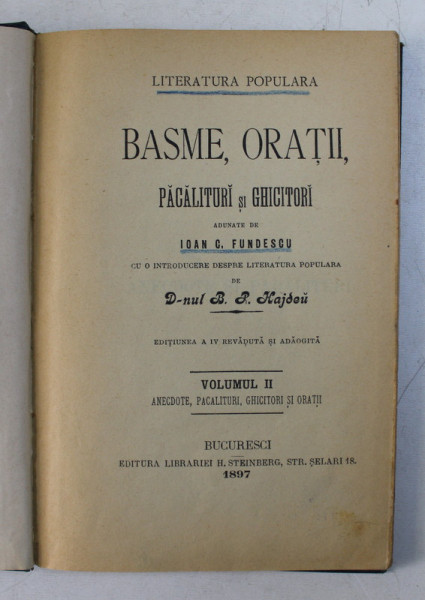 LITERATURA POPULARA
BASME, ORAȚII,
PĂCĂLITURĬ ȘI GHICITORĬ
ADUNATE DE
IOAN C. FUNDESCU
CU O INTRODUCERE DESPRE LITERATURA POPULARA
DE
D-nul B. P. Hajdeŭ
EDIȚIUNEA A IV REVĂḐUTĂ ȘI ADĂOGITĂ
VOLUMUL II
ANECDOTE, PACALITURI, GHICITORI ȘI ORAȚII
BUCURESCI
EDITURA LIBRARIEI H. STEINBERG, STR. ȘELARI 18.
1897